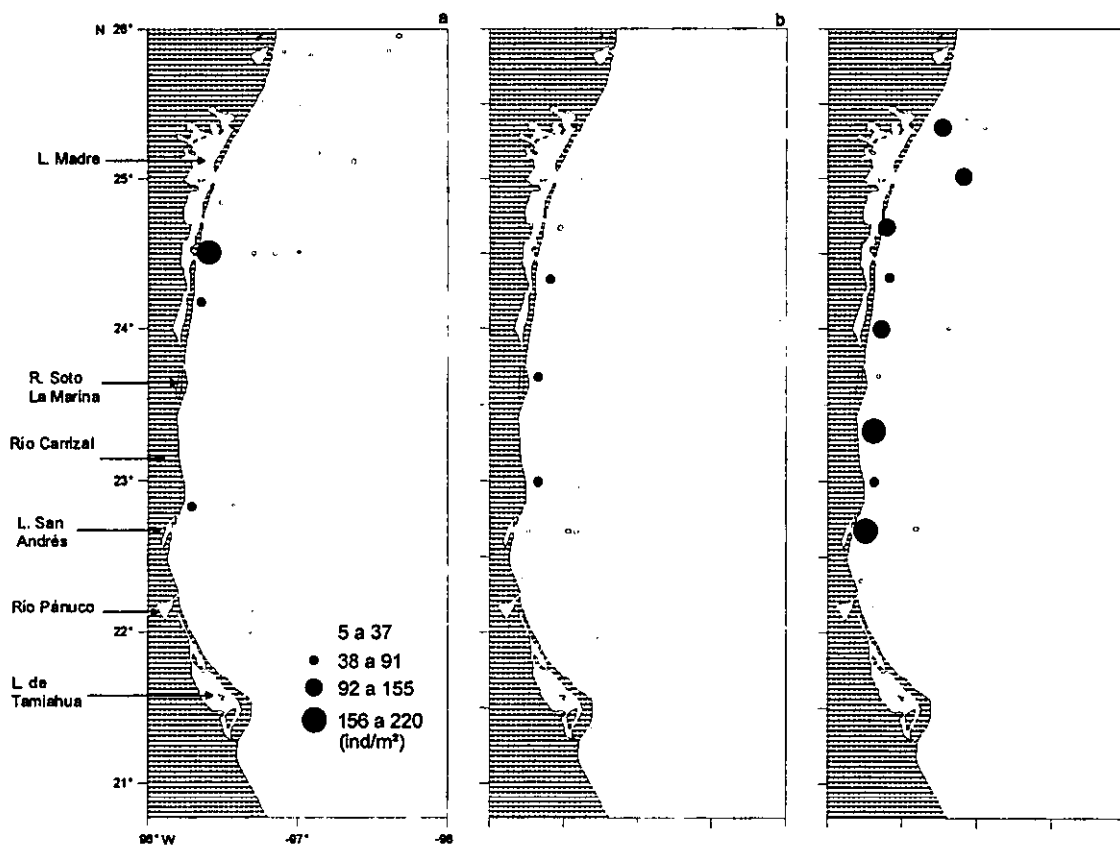 a
b
N 26°
L. Madre
25°
24°
R. Soto
La Marina
Río Carrizal
23°
L. San
Andrés
Río Pánuco
22°
5 a 37
38 a 91
92 a 155
156 a 220
(ind/m²)
L. de
Tamiahua
21°
98° W
-97°
-98